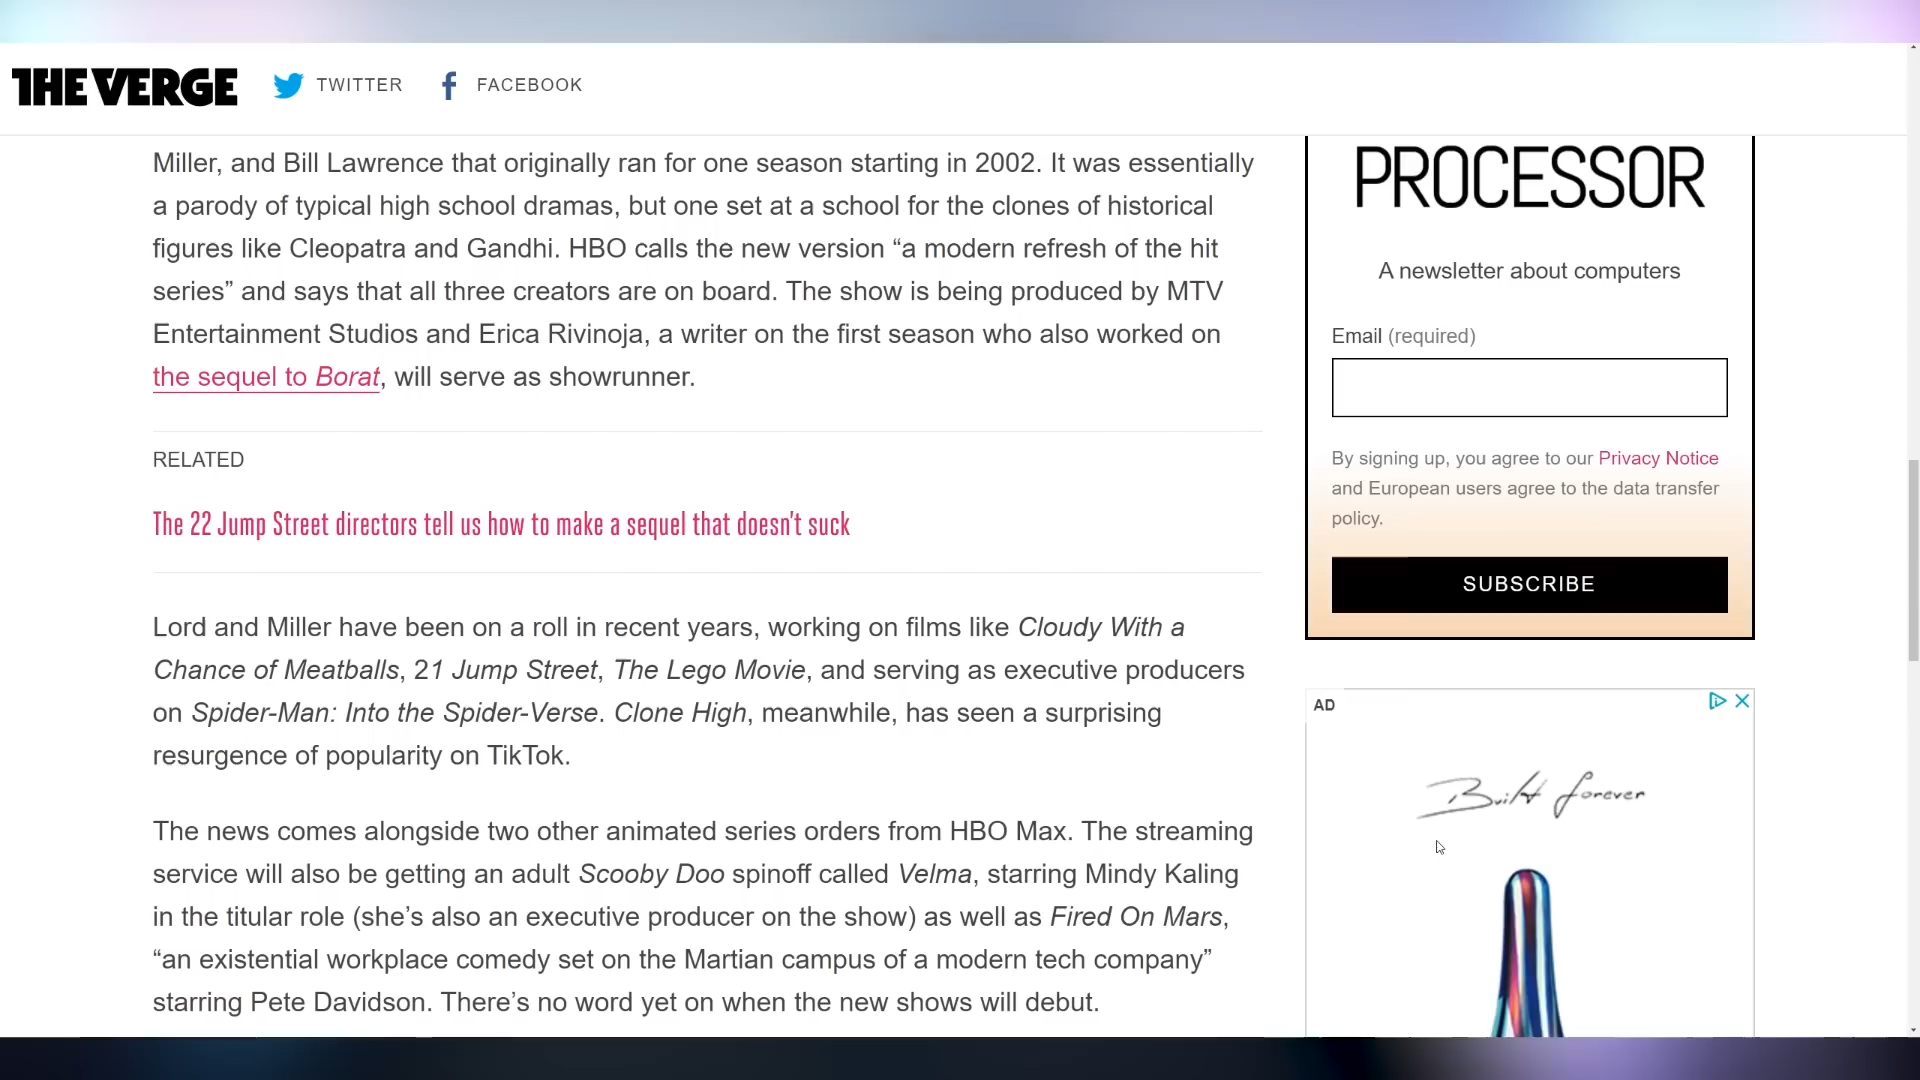 THE VERGE
TWITTER
FACEBOOK
Miller, and Bill Lawrence that originally ran for one season starting in 2002. It was essentially
a parody of typical high school dramas, but one set at a school for the clones of historical
figures like Cleopatra and Gandhi. HBO calls the new version “a modern refresh of the hit
series” and says that all three creators are on board. The show is being produced by MTV
Entertainment Studios and Erica Rivinoja, a writer on the first season who also worked on
the sequel to Borat, will serve as showrunner.
RELATED
The 22 Jump Street directors tell us how to make a sequel that doesn't suck
Lord and Miller have been on a roll in recent years, working on films like Cloudy With a
Chance of Meatballs, 21 Jump Street, The Lego Movie, and serving as executive producers
on Spider-Man: Into the Spider-Verse. Clone High, meanwhile, has seen a surprising
resurgence of popularity on TikTok.
The news comes alongside two other animated series orders from HBO Max. The streaming
service will also be getting an adult Scooby Doo spinoff called Velma, starring Mindy Kaling
in the titular role (she’s also an executive producer on the show) as well as Fired On Mars,
“an existential workplace comedy set on the Martian campus of a modern tech company”
starring Pete Davidson. There’s no word yet on when the new shows will debut.
PROCESSOR
A newsletter about computers
Email (required)
By signing up, you agree to our Privacy Notice
and European users agree to the data transfer
policy.
SUBSCRIBE
AD
Built forever